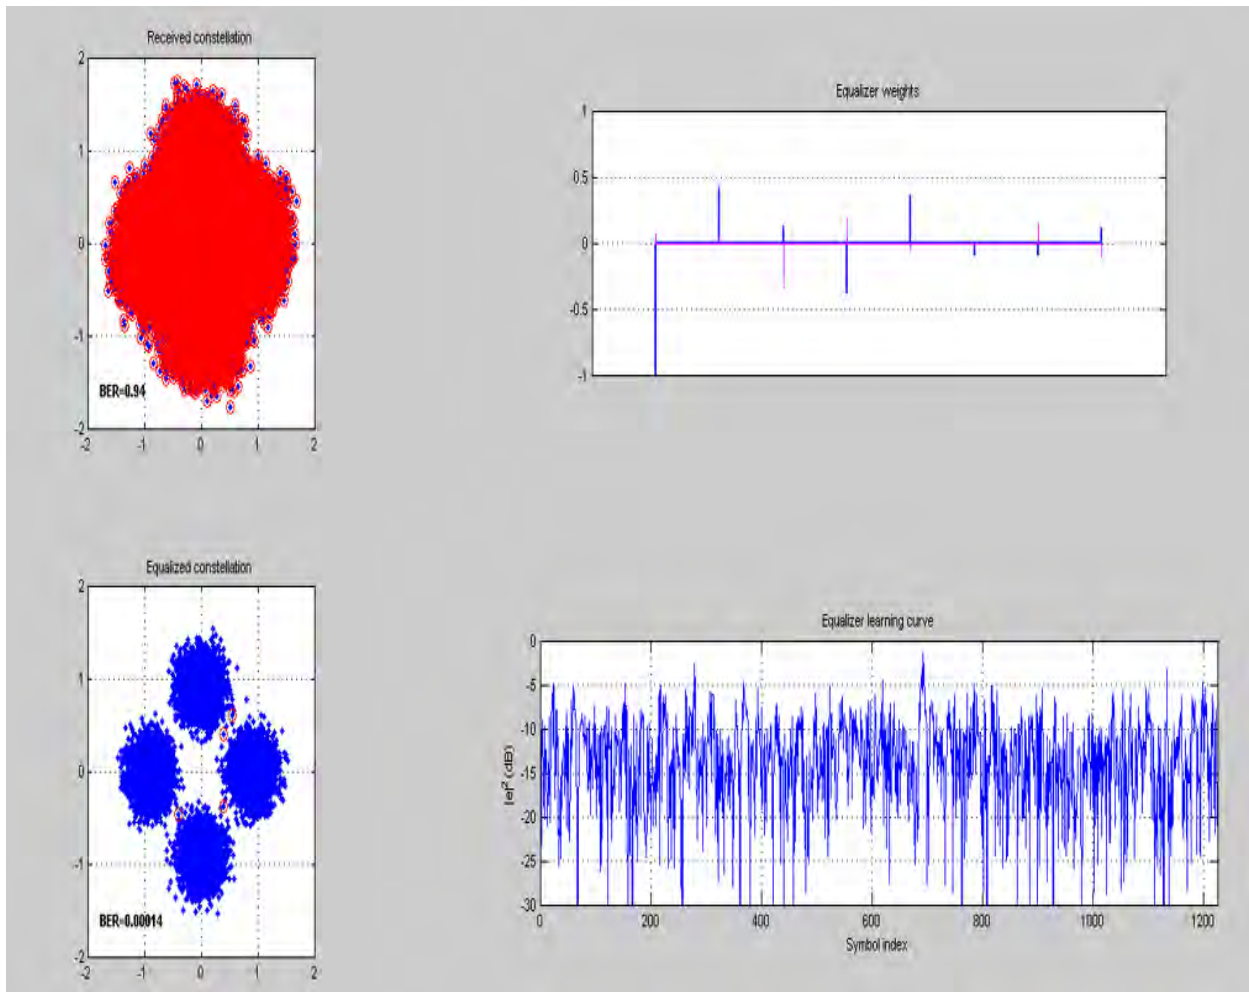 Received constellation
2
1
0
-1
-2
BER=0.94
-2 -1 0 1 2
Equalizer weights
1
0.5
0
-0.5
-1
Equalized constellation
2
1
0
-1
-2
BER=0.00014
-2 -1 0 1 2
Equalizer learning curve
0
-5
-10
-15
-20
-25
-30
|e|² (dB)
0 200 400 600 800 1000 1200
Symbol index